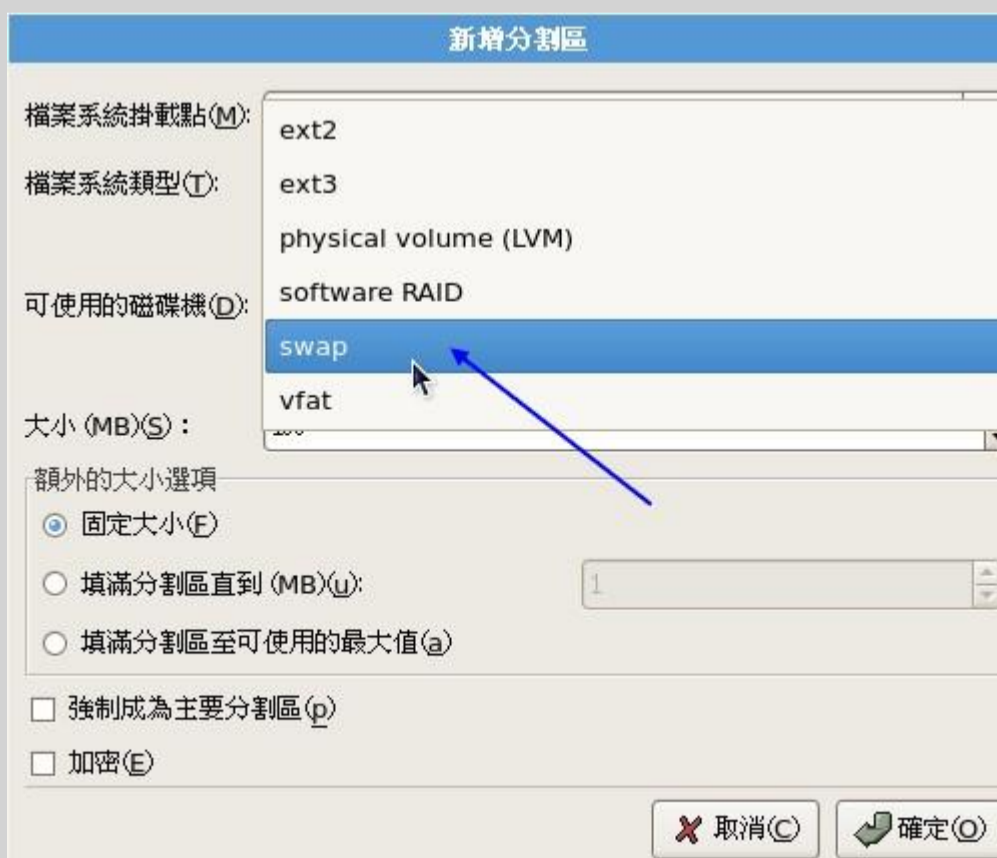 新增分割區
檔案系統掛載點(M):
ext2
檔案系統類型(T):
ext3
physical volume (LVM)
可使用的磁碟機(D):
software RAID
swap
vfat
大小 (MB)(S)：
額外的大小選項
固定大小(F)
填滿分割區直到 (MB)(u):
1
填滿分割區至可使用的最大值(a)
強制成為主要分割區(p)
加密(E)
取消(C)
確定(O)